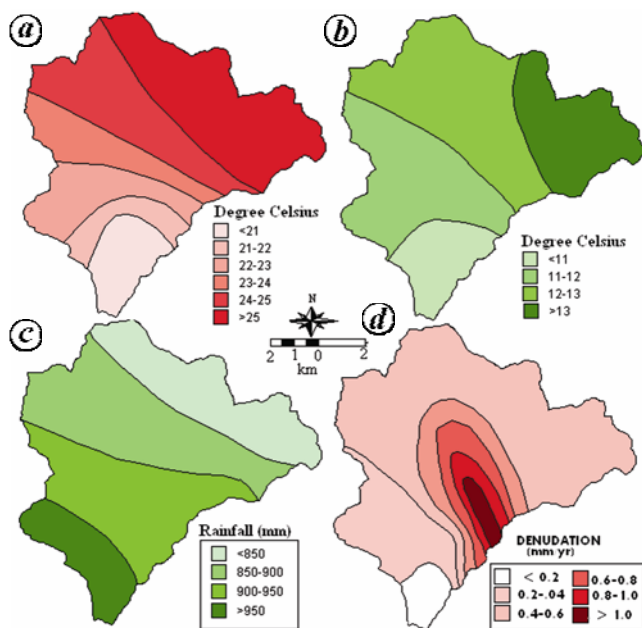 a
b
Degree Celsius
<21
21-22
22-23
23-24
24-25
>25
Degree Celsius
<11
11-12
12-13
>13
N
2 1 0 2
km
c
d
Rainfall (mm)
<850
850-900
900-950
>950
DENUDATION
(mm yr)
< 0.2
0.2-.04
0.4-0.6
0.6-0.8
0.8-1.0
> 1.0